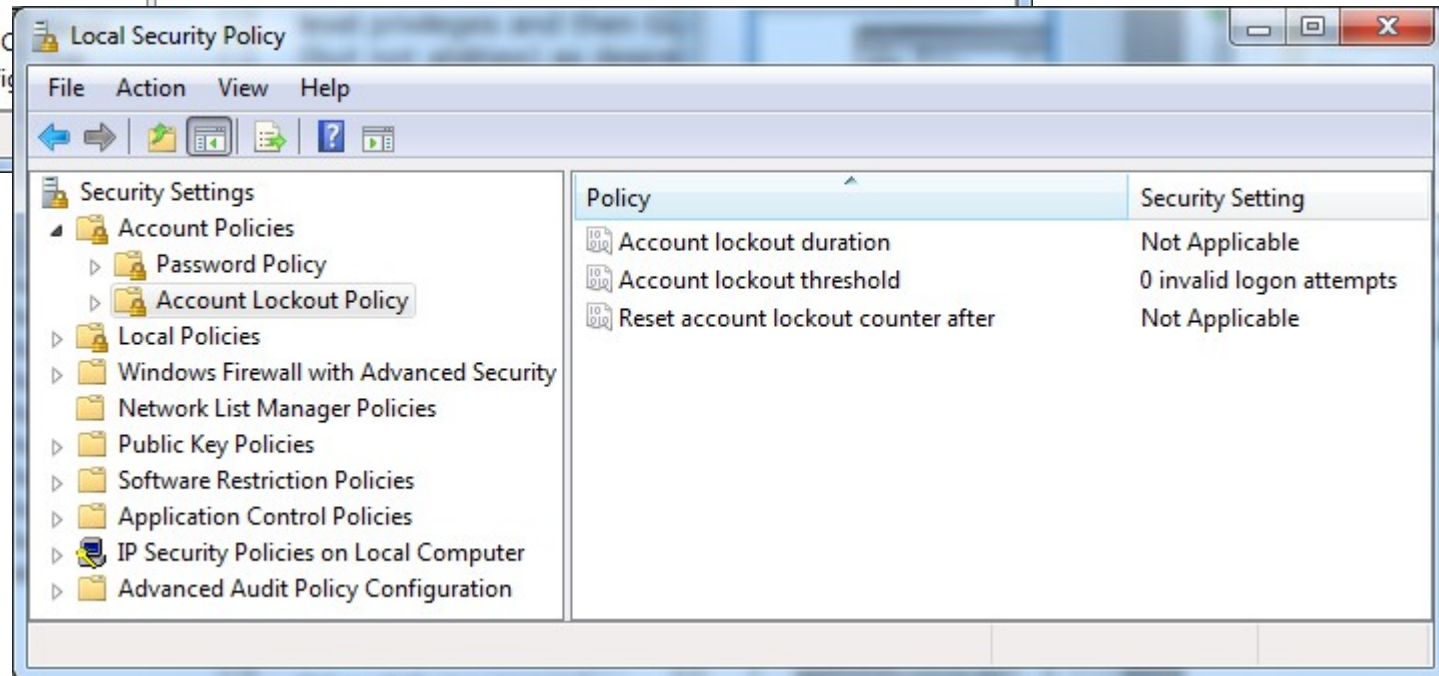 Local Security Policy
File Action View Help
Security Settings
Account Policies
Password Policy
Account Lockout Policy
Local Policies
Windows Firewall with Advanced Security
Network List Manager Policies
Public Key Policies
Software Restriction Policies
Application Control Policies
IP Security Policies on Local Computer
Advanced Audit Policy Configuration
Policy Security Setting
Account lockout duration Not Applicable
Account lockout threshold 0 invalid logon attempts
Reset account lockout counter after Not Applicable